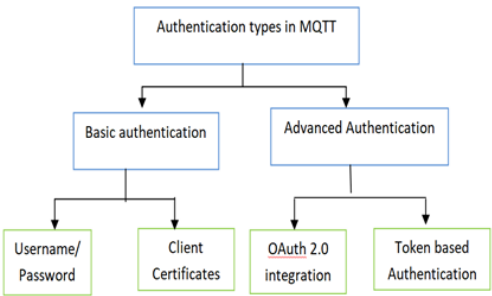 Authentication types in MQTT
Basic authentication
Advanced Authentication
Username/
Password
Client
Certificates
OAuth 2.0
integration
Token based
Authentication